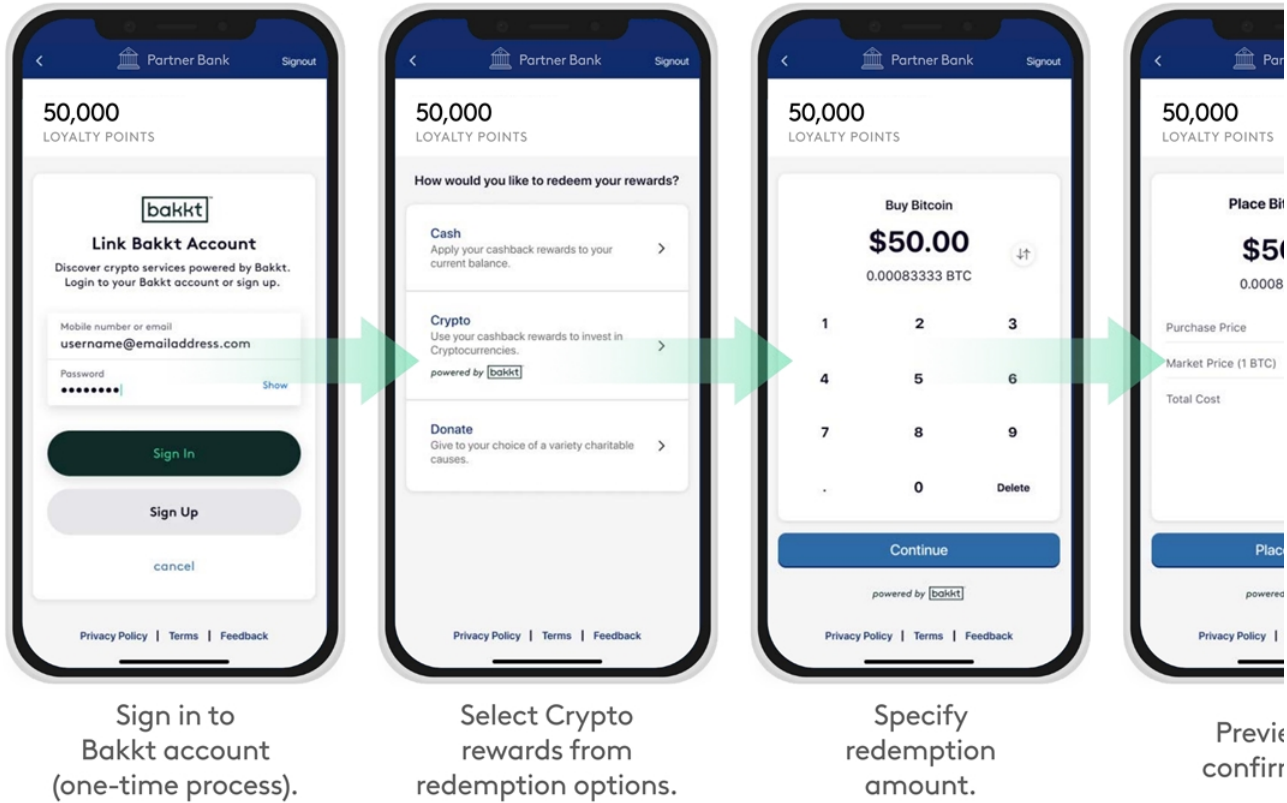 Partner Bank
Signout
50,000
LOYALTY POINTS
bakkt
Link Bakkt Account
Discover crypto services powered by Bakkt.
Login to your Bakkt account or sign up.
Mobile number or email
username@emailaddress.com
Password
Show
Sign In
Sign Up
cancel
Privacy Policy | Terms | Feedback
Sign in to
Bakkt account
(one-time process).
Partner Bank
Signout
50,000
LOYALTY POINTS
How would you like to redeem your rewards?
Cash
Apply your cashback rewards to your
current balance.
Crypto
Use your cashback rewards to invest in
Cryptocurrencies.
powered by bakkt
Donate
Give to your choice of a variety charitable
causes.
Privacy Policy | Terms | Feedback
Select Crypto
rewards from
redemption options.
Partner Bank
Signout
50,000
LOYALTY POINTS
Buy Bitcoin
$50.00
0.00083333 BTC
1 2 3
4 5 6
7 8 9
. 0 Delete
Continue
powered by bakkt
Privacy Policy | Terms | Feedback
Specify
redemption
amount.
50,000
LOYALTY POINTS
Place
Purchase Price
Market Price (1 BTC)
Total Cost
Privacy Policy |